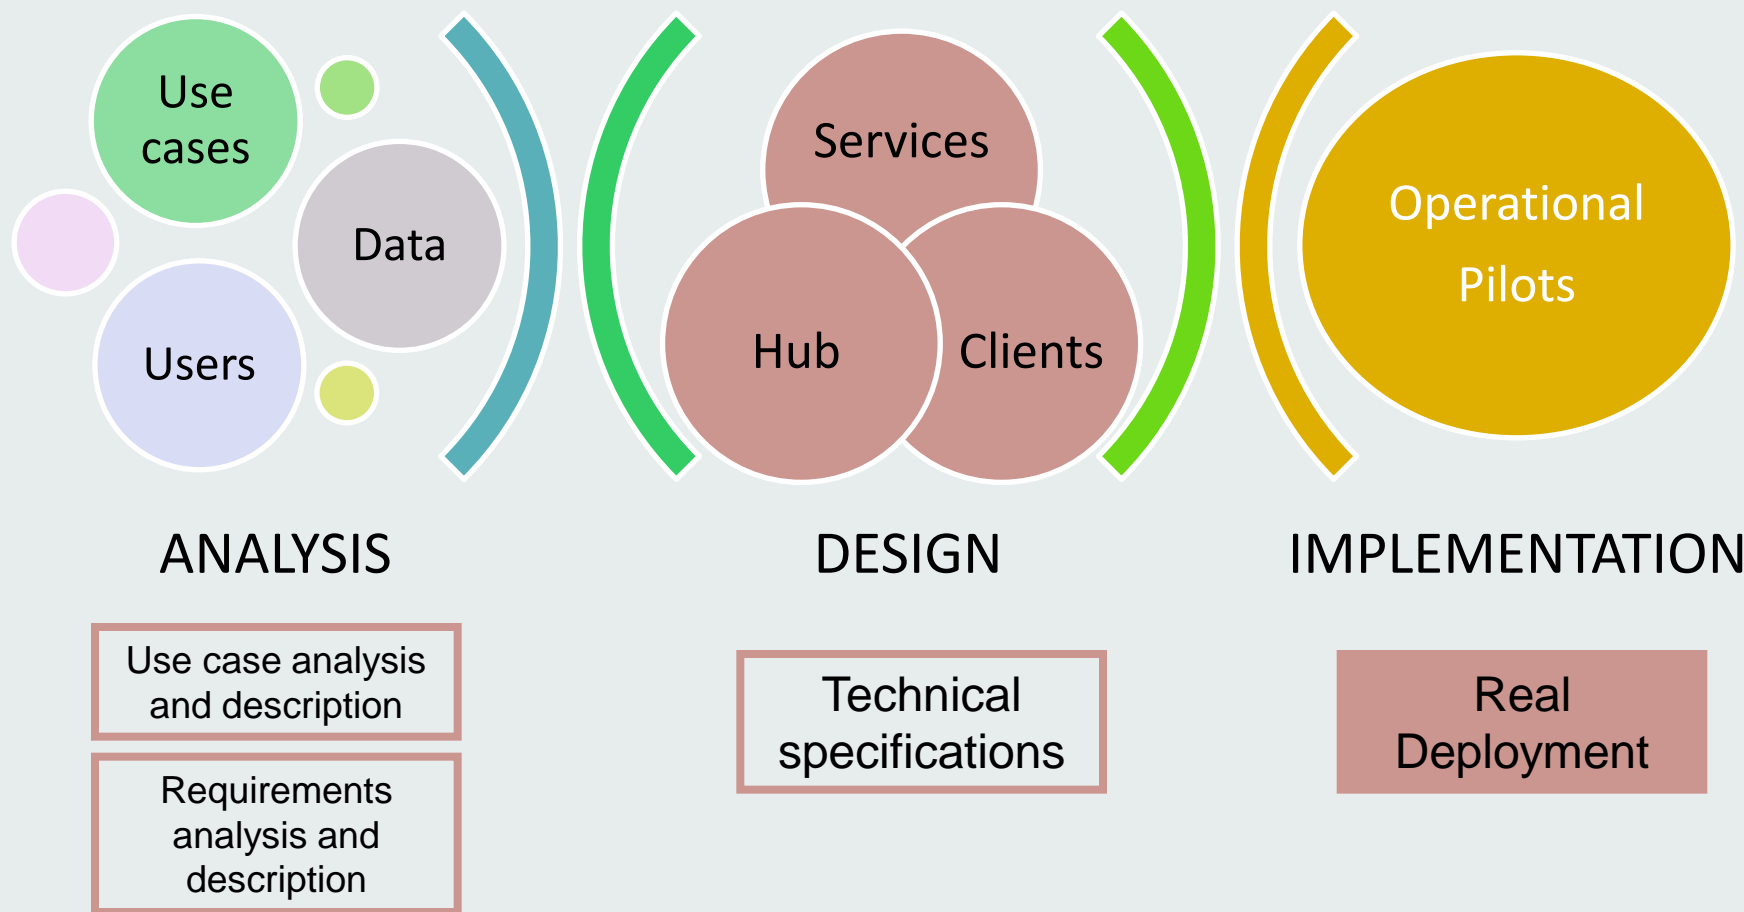 Use
cases
Data
Users
Services
Hub
Clients
Operational
Pilots
ANALYSIS
DESIGN
IMPLEMENTATION
Use case analysis
and description
Requirements
analysis and
description
Technical
specifications
Real
Deployment